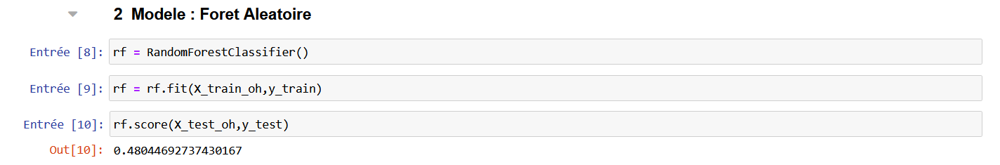 2 Modele : Foret Aleatoire
Entrée [8]: rf = RandomForestClassifier()
Entrée [9]: rf = rf.fit(X_train_oh,y_train)
Entrée [10]: rf.score(X_test_oh,y_test)
Out[10]: 0.48044692737430167